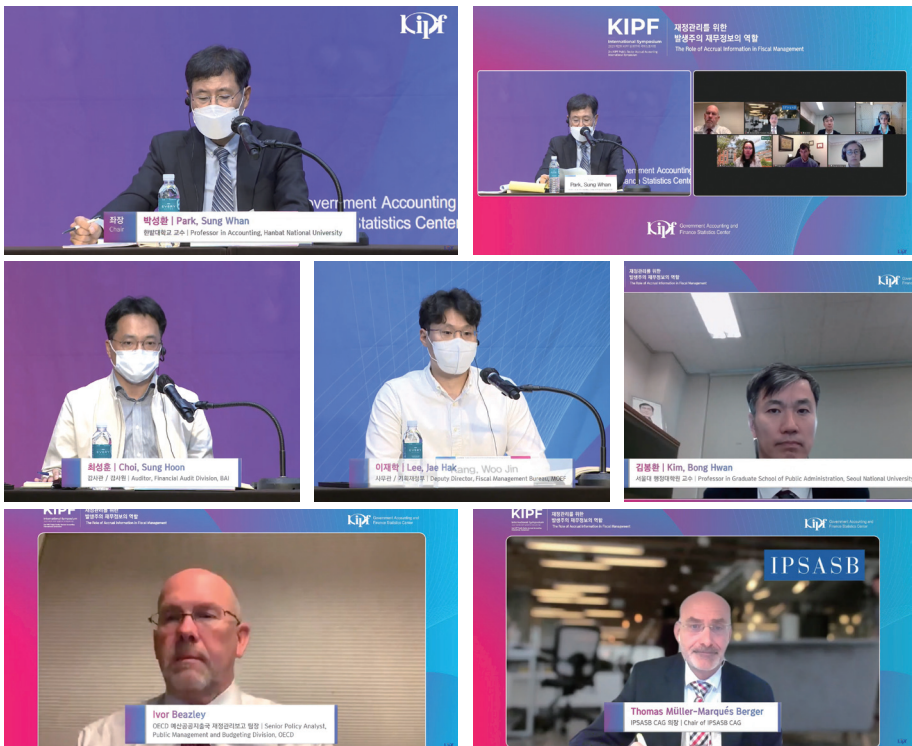 Kipf
overnment Accounting
Statistics Center
좌장
Chair
박성환 | Park, Sung Whan
한밭대학교 교수 | Professor in Accounting, Hanbat National University
KIPF
International Symposium
재정관리를 위한
발생주의 재무정보의 역할
The Role of Accrual Information in Fiscal Management
IPSASB
vernment Accounting
ance Statistics Cente
Park, Sung Whan
Kipf Government Accounting and
Finance Statistics Center
최성훈 | Choi, Sung Hoon
감사관 / 감사원 | Auditor, Financial Audit Division, BAI
이재학 | Lee, Jae Hak
Kang, Woo Jin
사무관 / 기획재정부 | Deputy Director, Fiscal Management Bureau, MOEF
재정관리를 위한
발생주의 재무정보의 역할
The Role of Accrual Information in Fiscal Management
Kipf
김봉환 | Kim, Bong Hwan
서울대 행정대학원 교수 | Professor in Graduate School of Public Administration, Seoul National University
KIPF
재정관리를 위한
발생주의 재무정보의 역할
The Role of Accrual Information in Fiscal Management
Kipf Government Accounting and
Finance Statistics Center
Ivor Beazley
OECD 예산공공지출국 재정관리보고 팀장 | Senior Policy Analyst,
Public Management and Budgeting Division, OECD
KIPF
재정관리를 위한
발생주의 재무정보의 역할
The Role of Accrual Information in Fiscal Management
Kipf Government Accounting and
Finance Statistics Center
IPSASB
Thomas Müller-Marqués Berger
IPSASB CAG 의장 | Chair of IPSASB CAG